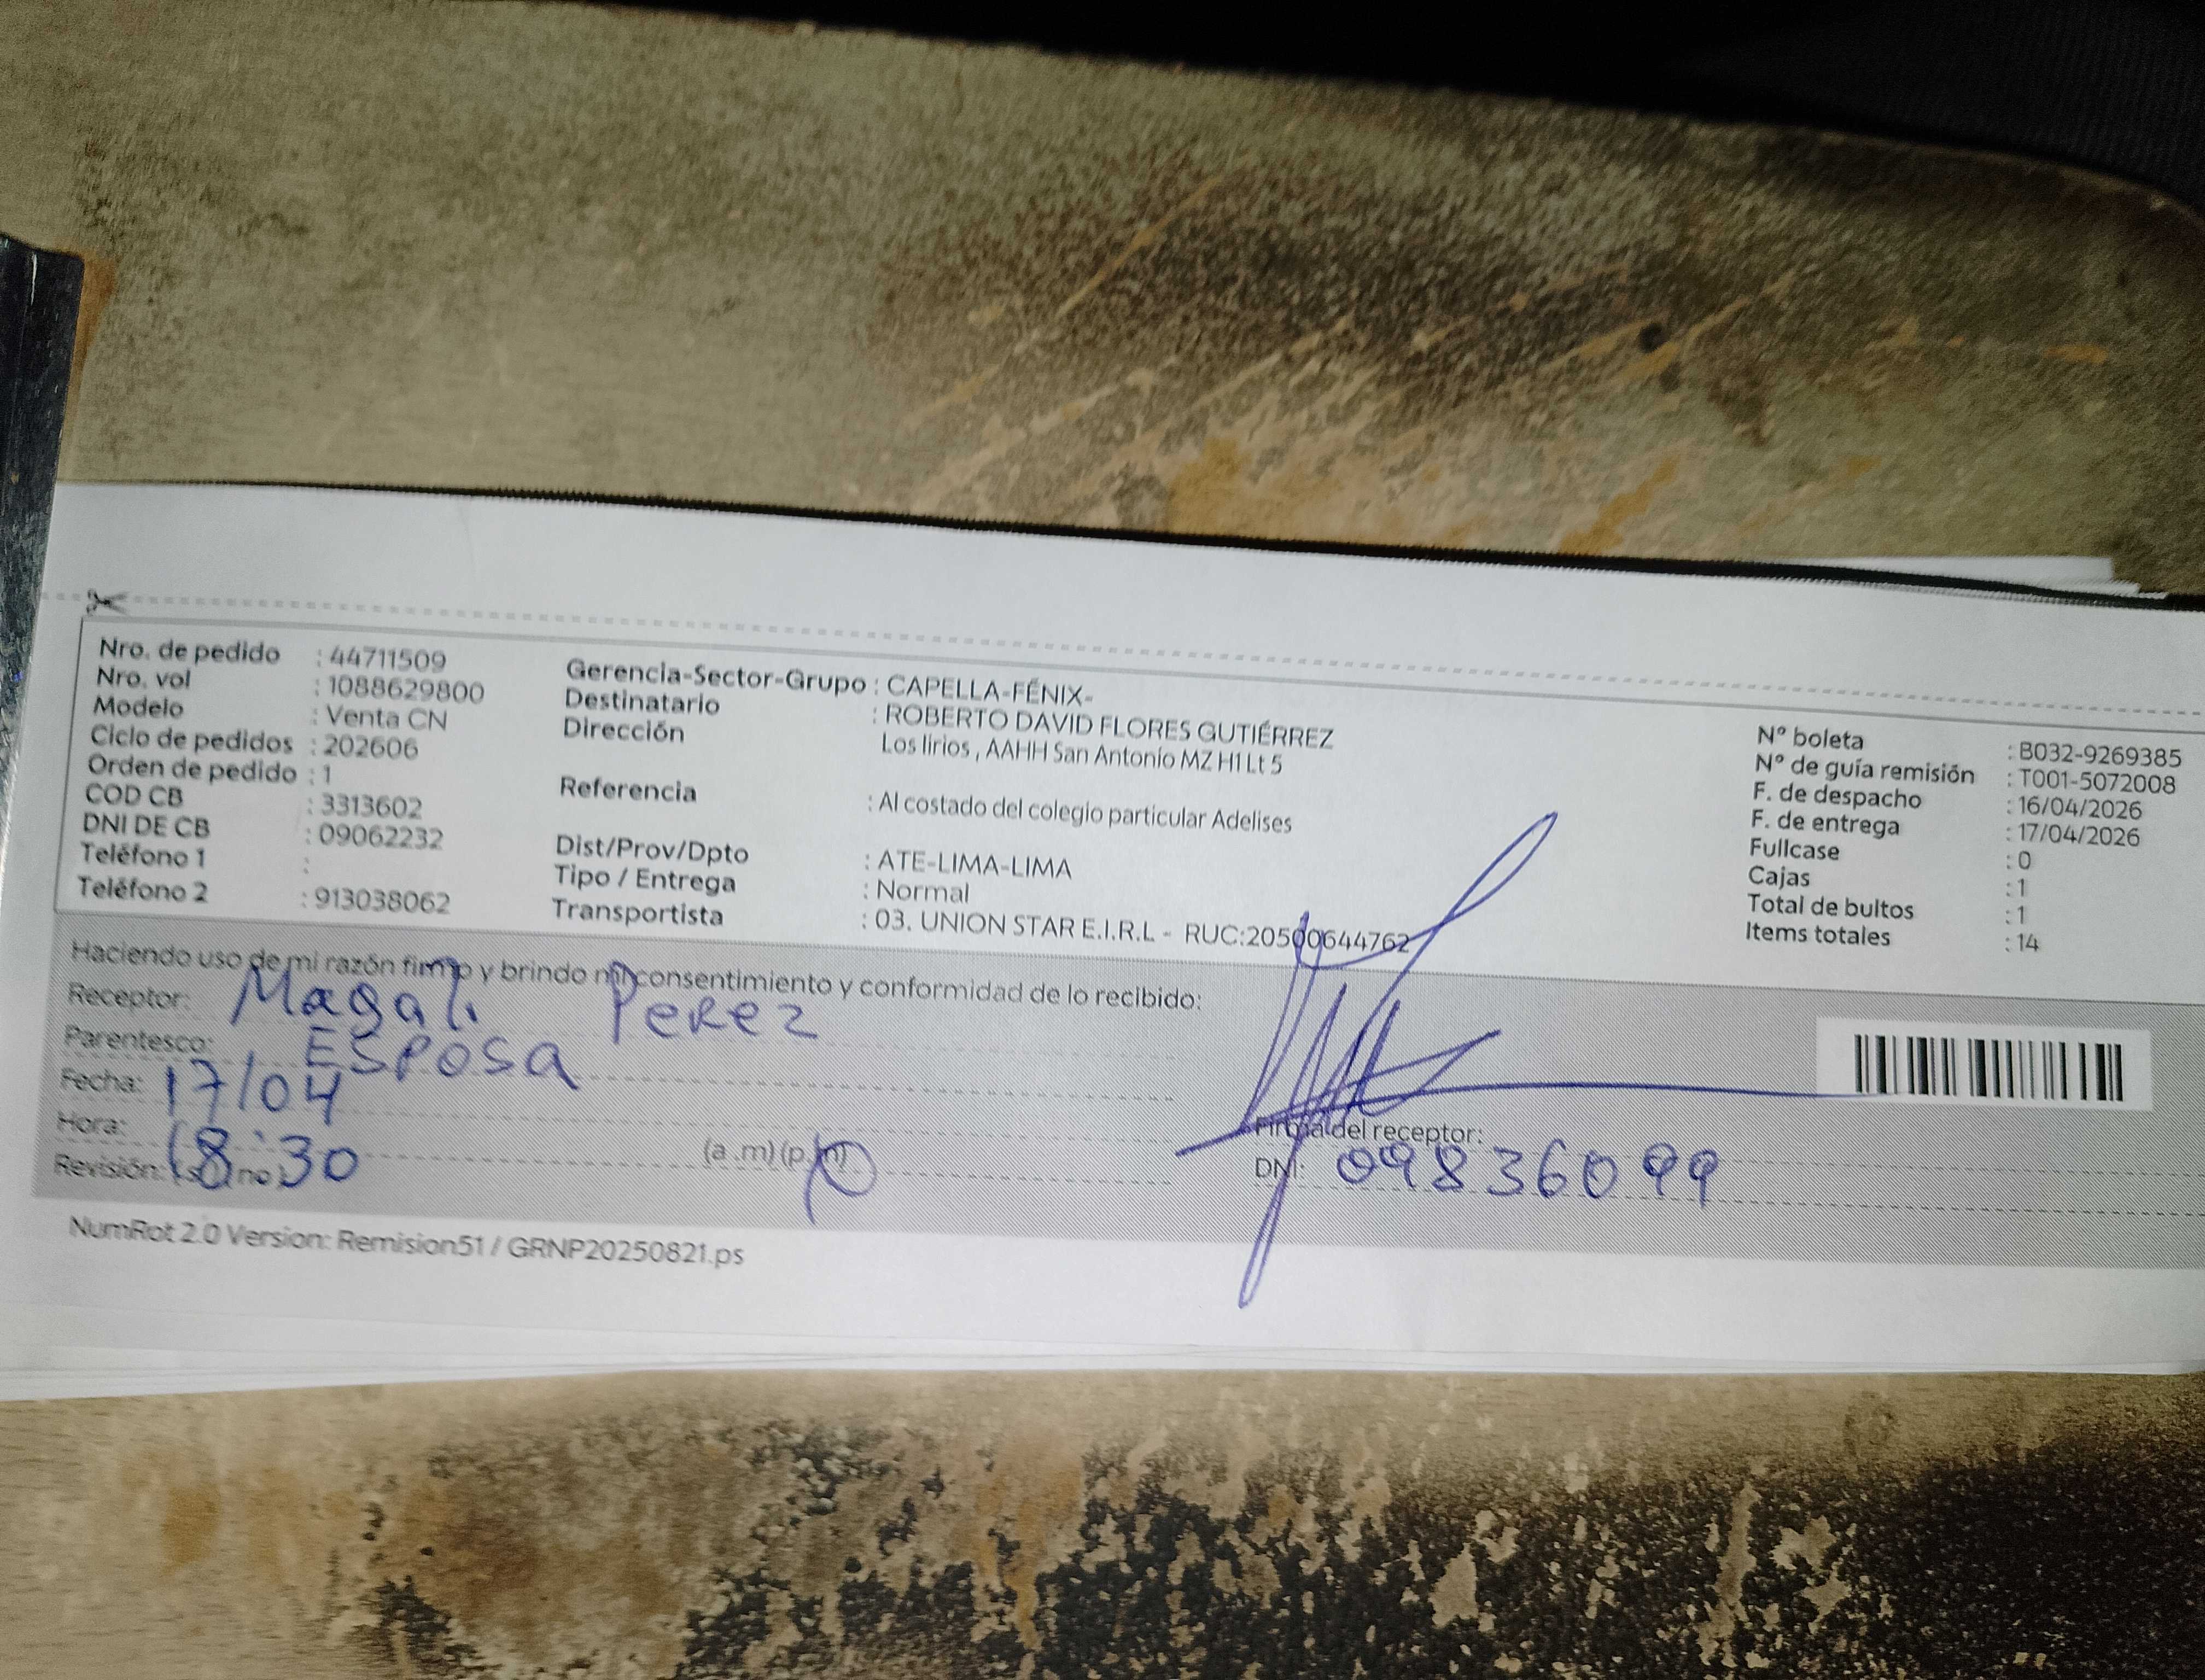 Nro. de pedido : 44711509
Nro. vol : 1088629800
Modelo : Venta CN
Ciclo de pedidos : 202606
Orden de pedido : 1
COD CB : 3313602
DNI DE CB : 09062232
Teléfono 1 :
Teléfono 2 : 913038062
Gerencia-Sector-Grupo : CAPELLA-FÉNIX-
Destinatario : ROBERTO DAVID FLORES GUTIÉRREZ
Dirección Los lirios , AAHH San Antonio MZ H1 Lt 5
Referencia : Al costado del colegio particular Adelises
Dist/Prov/Dpto : ATE-LIMA-LIMA
Tipo / Entrega : Normal
Transportista : 03. UNION STAR E.I.R.L - RUC:20500644762
N° boleta : B032-9269385
N° de guía remisión : T001-5072008
F. de despacho : 16/04/2026
F. de entrega : 17/04/2026
Fullcase : 0
Cajas : 1
Total de bultos : 1
Items totales : 14
Haciendo uso de mi razón firmo y brindo mi consentimiento y conformidad de lo recibido:
Receptor: Magali Perez
Parentesco: Esposa
Fecha: 17/04
Hora: 18:30 (a .m) (p.m)
Revisión: (si) (no)
Firma del receptor:
DNI: 09836099
NumRot 2.0 Version: Remision51 / GRNP20250821.ps